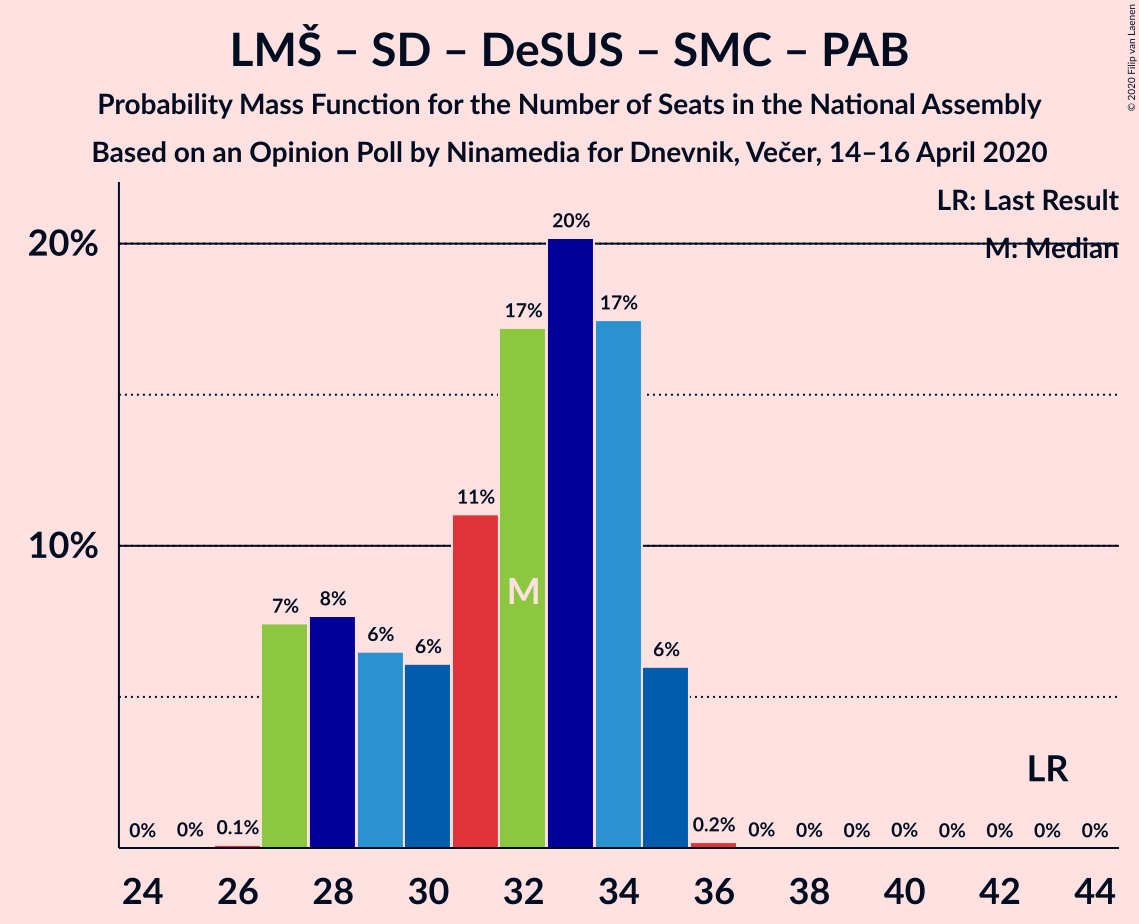 LMŠ – SD – DeSUS – SMC – PAB
Probability Mass Function for the Number of Seats in the National Assembly
Based on an Opinion Poll by Ninamedia for Dnevnik, Večer, 14–16 April 2020
© 2020 Filip van Laenen
LR: Last Result
M: Median
20%
10%
0%
0%
0.1%
7%
8%
6%
6%
11%
17%
20%
17%
6%
0.2%
0%
0%
0%
0%
0%
0%
0%
0%
M
LR
24 26 28 30 32 34 36 38 40 42 44